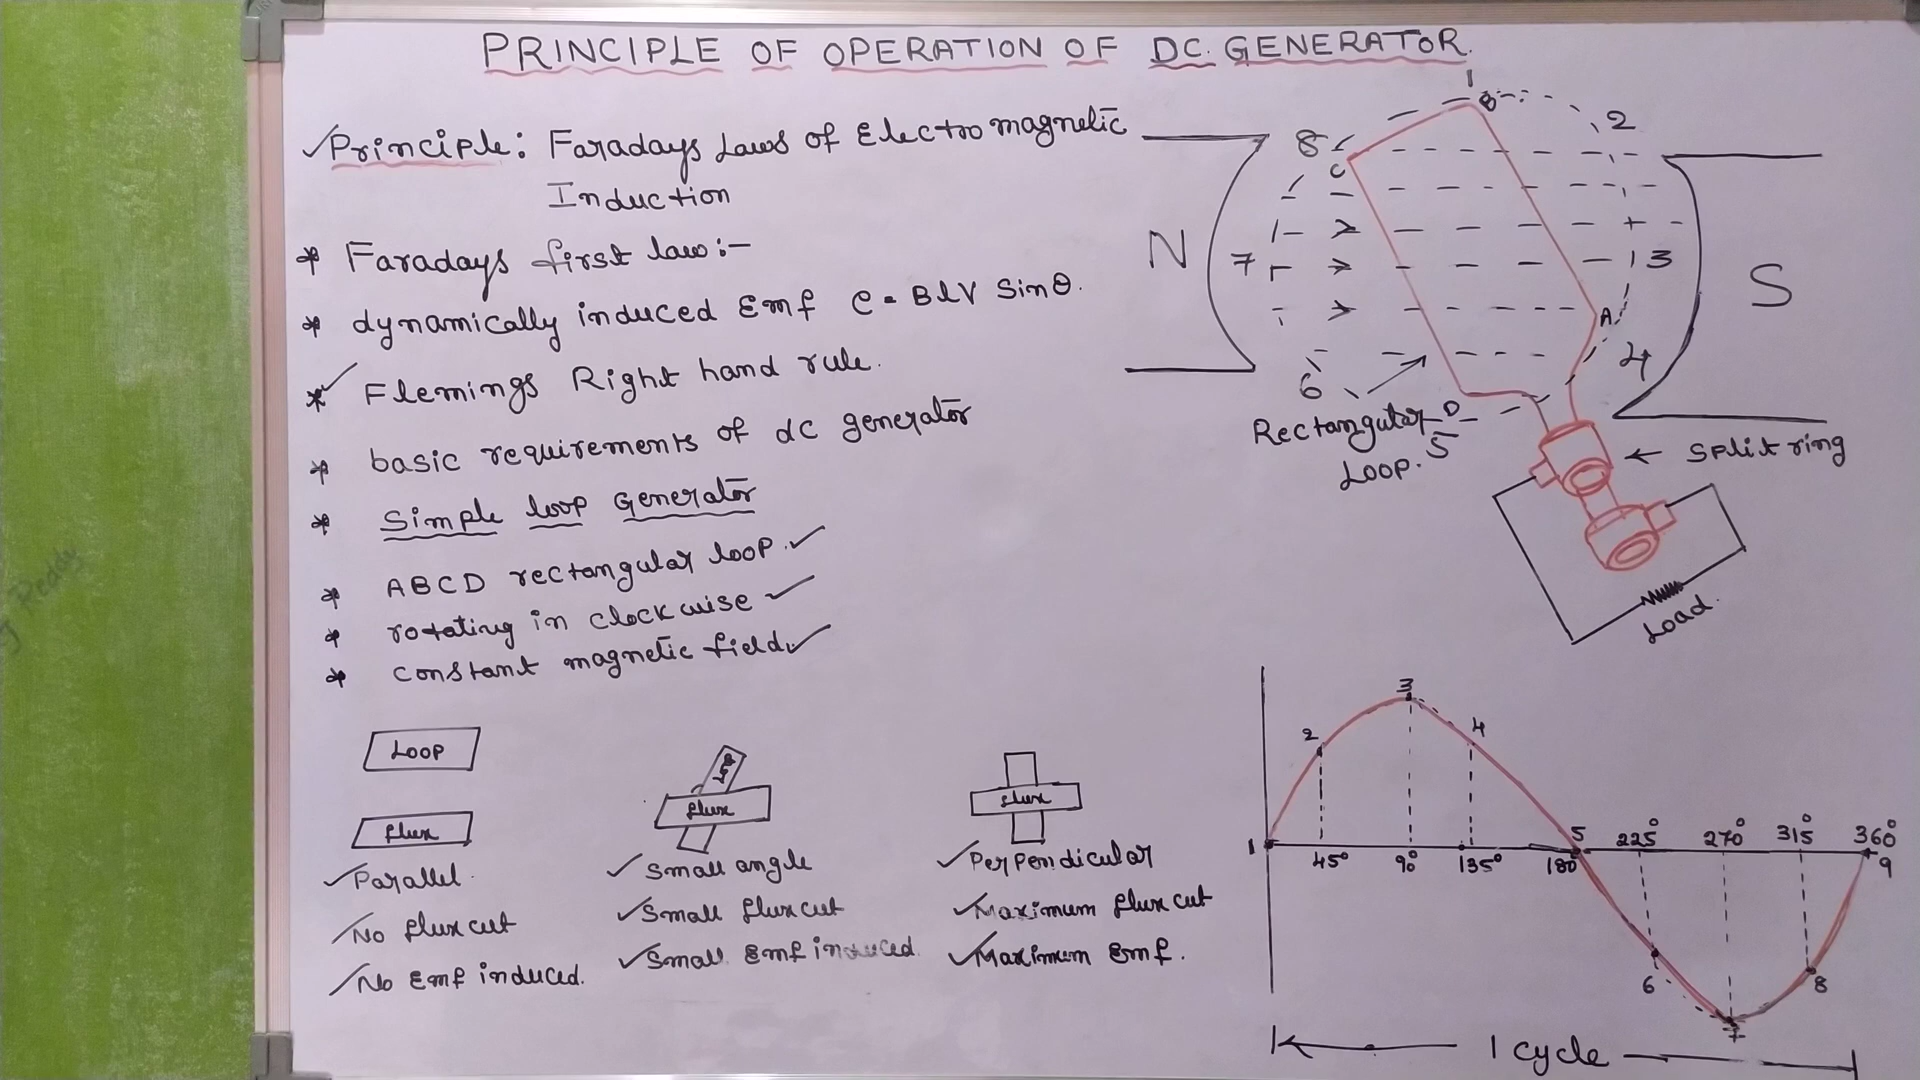 PRINCIPLE OF OPERATION OF DC. GENERATOR.
Principle: Faradays Laws of Electromagnetic
Induction
* Faradays first law:-
* dynamically induced Emf e = BLV Sinθ.
* Flemings Right hand rule.
* basic requirements of dc generator
* Simple loop Generator
* ABCD rectangular loop.
* rotating in clockwise
* Constant magnetic field
1
B
2
8
C
N
7
3
S
A
4
6
D
5
Rectangular
Loop.
Split ring
Load.
Loop
flux
Parallel.
No flux cut
No Emf induced.
flux
Small angle
Small flux cut
Small Emf induced
flux
Perpendicular
Maximum flux cut
Maximum Emf.
3
2
4
1
45°
90°
135°
5
180°
225°
270°
315°
360°
9
6
8
7
1 cycle